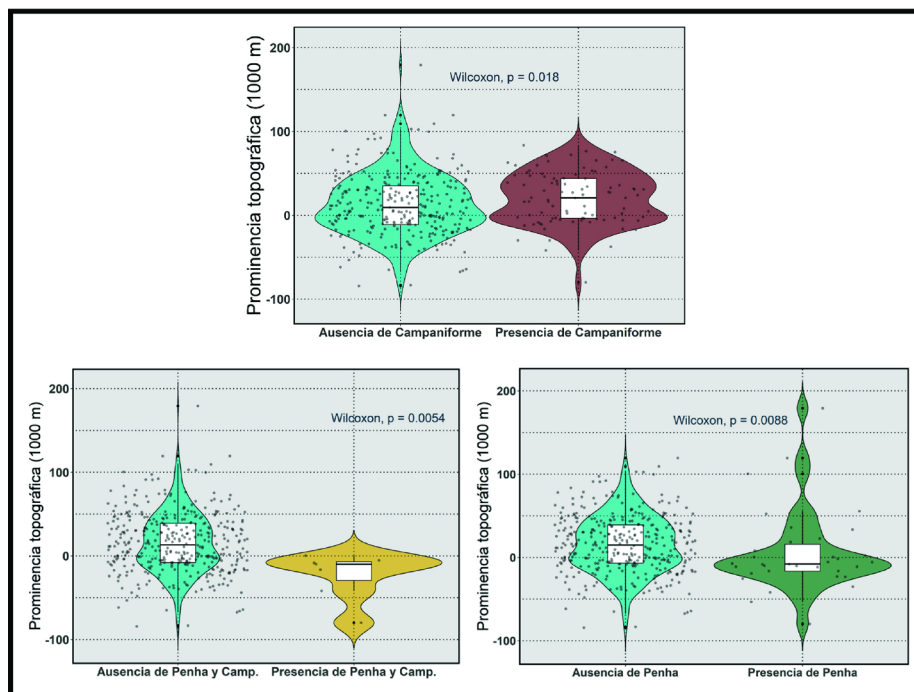 Prominencia topográfica (1000 m)
200
100
0
-100
Wilcoxon, p = 0.018
Ausencia de Campaniforme
Presencia de Campaniforme
Prominencia topográfica (1000 m)
200
100
0
-100
Wilcoxon, p = 0.0054
Ausencia de Penha y Camp.
Presencia de Penha y Camp.
Prominencia topográfica (1000 m)
200
100
0
-100
Wilcoxon, p = 0.0088
Ausencia de Penha
Presencia de Penha